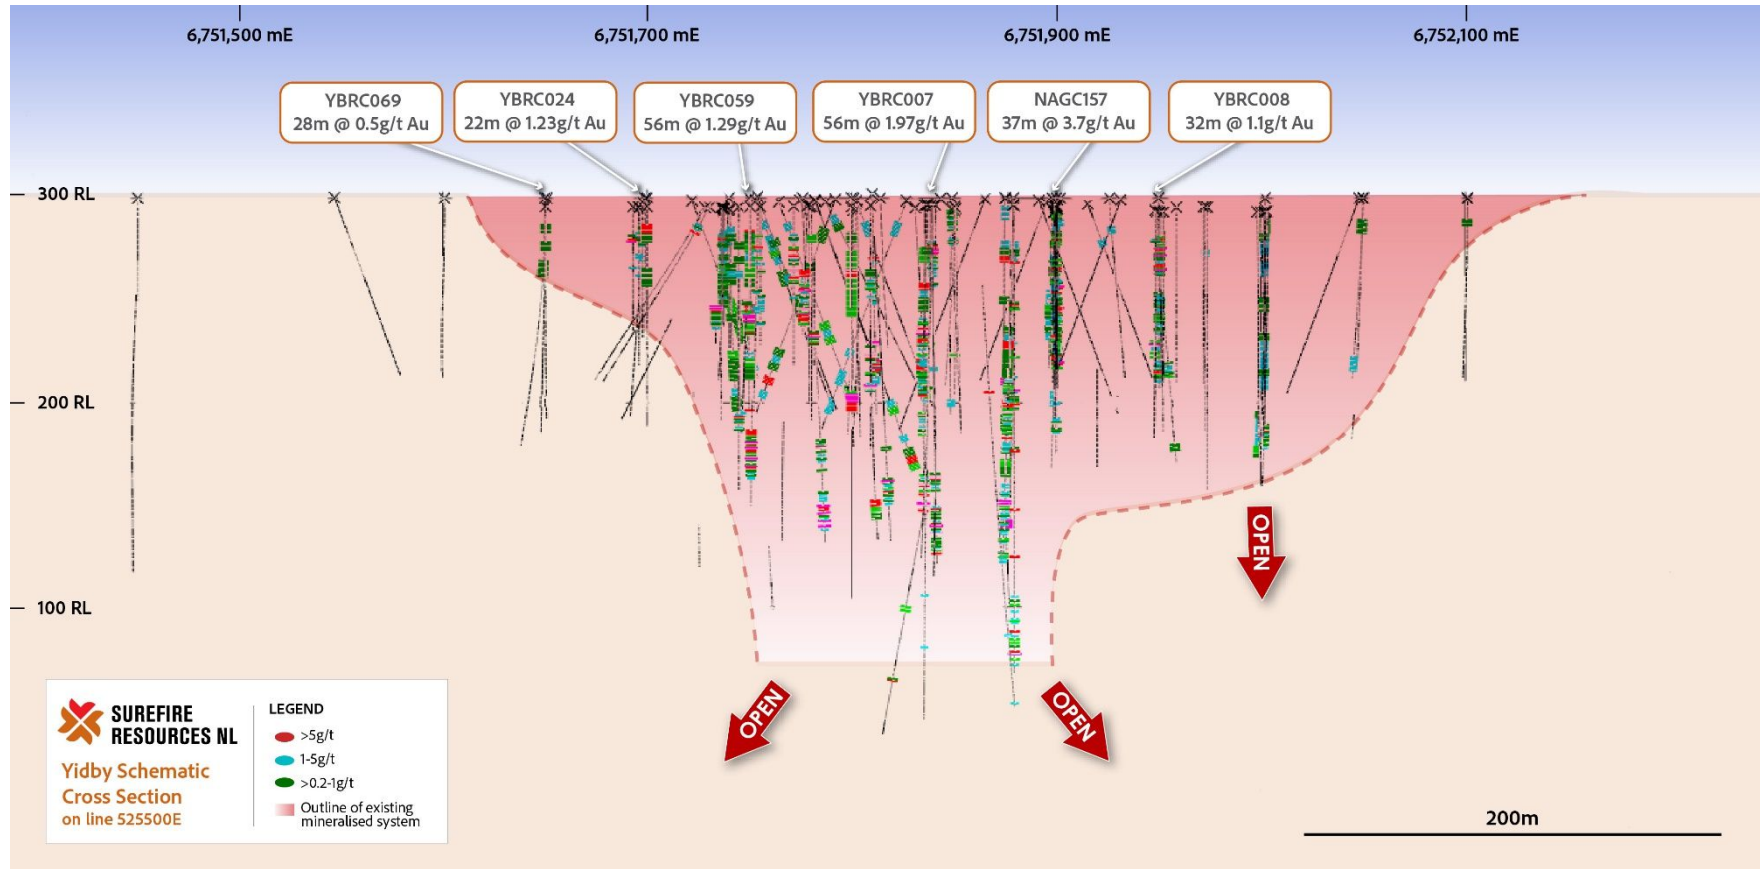 6,751,500 mE
6,751,700 mE
6,751,900 mE
6,752,100 mE
YBRC069
28m @ 0.5g/t Au
YBRC024
22m @ 1.23g/t Au
YBRC059
56m @ 1.29g/t Au
YBRC007
56m @ 1.97g/t Au
NAGC157
37m @ 3.7g/t Au
YBRC008
32m @ 1.1g/t Au
300 RL
200 RL
100 RL
OPEN
OPEN
OPEN
SUREFIRE
RESOURCES NL
Yidby Schematic
Cross Section
on line 525500E
LEGEND
>5g/t
1-5g/t
>0.2-1g/t
Outline of existing
mineralised system
200m